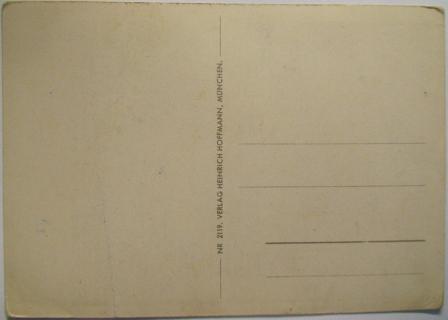 NR 2119. VERLAG HEINRICH HOFFMANN, MÜNCHEN.